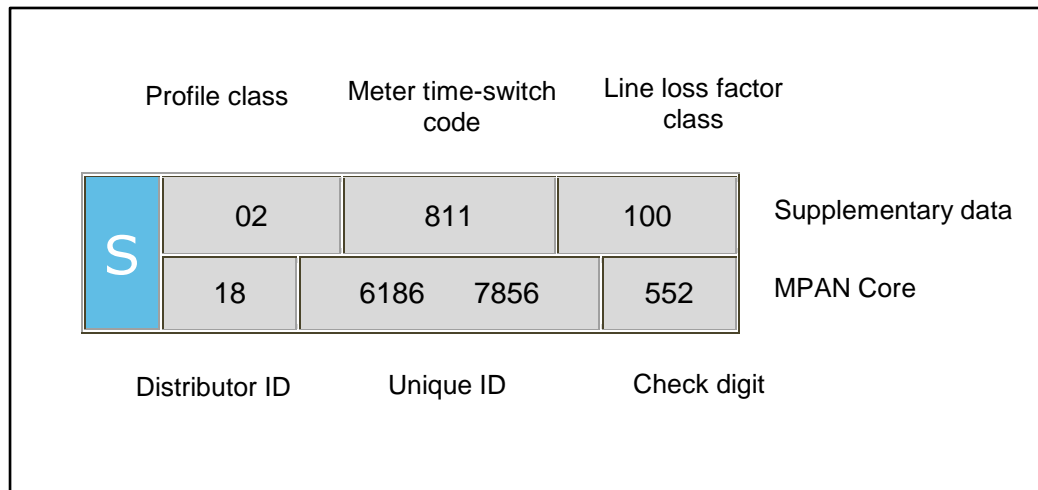 Profile class
Meter time-switch
code
Line loss factor
class
S
02 811 100
Supplementary data
18 6186 7856 552
MPAN Core
Distributor ID
Unique ID
Check digit